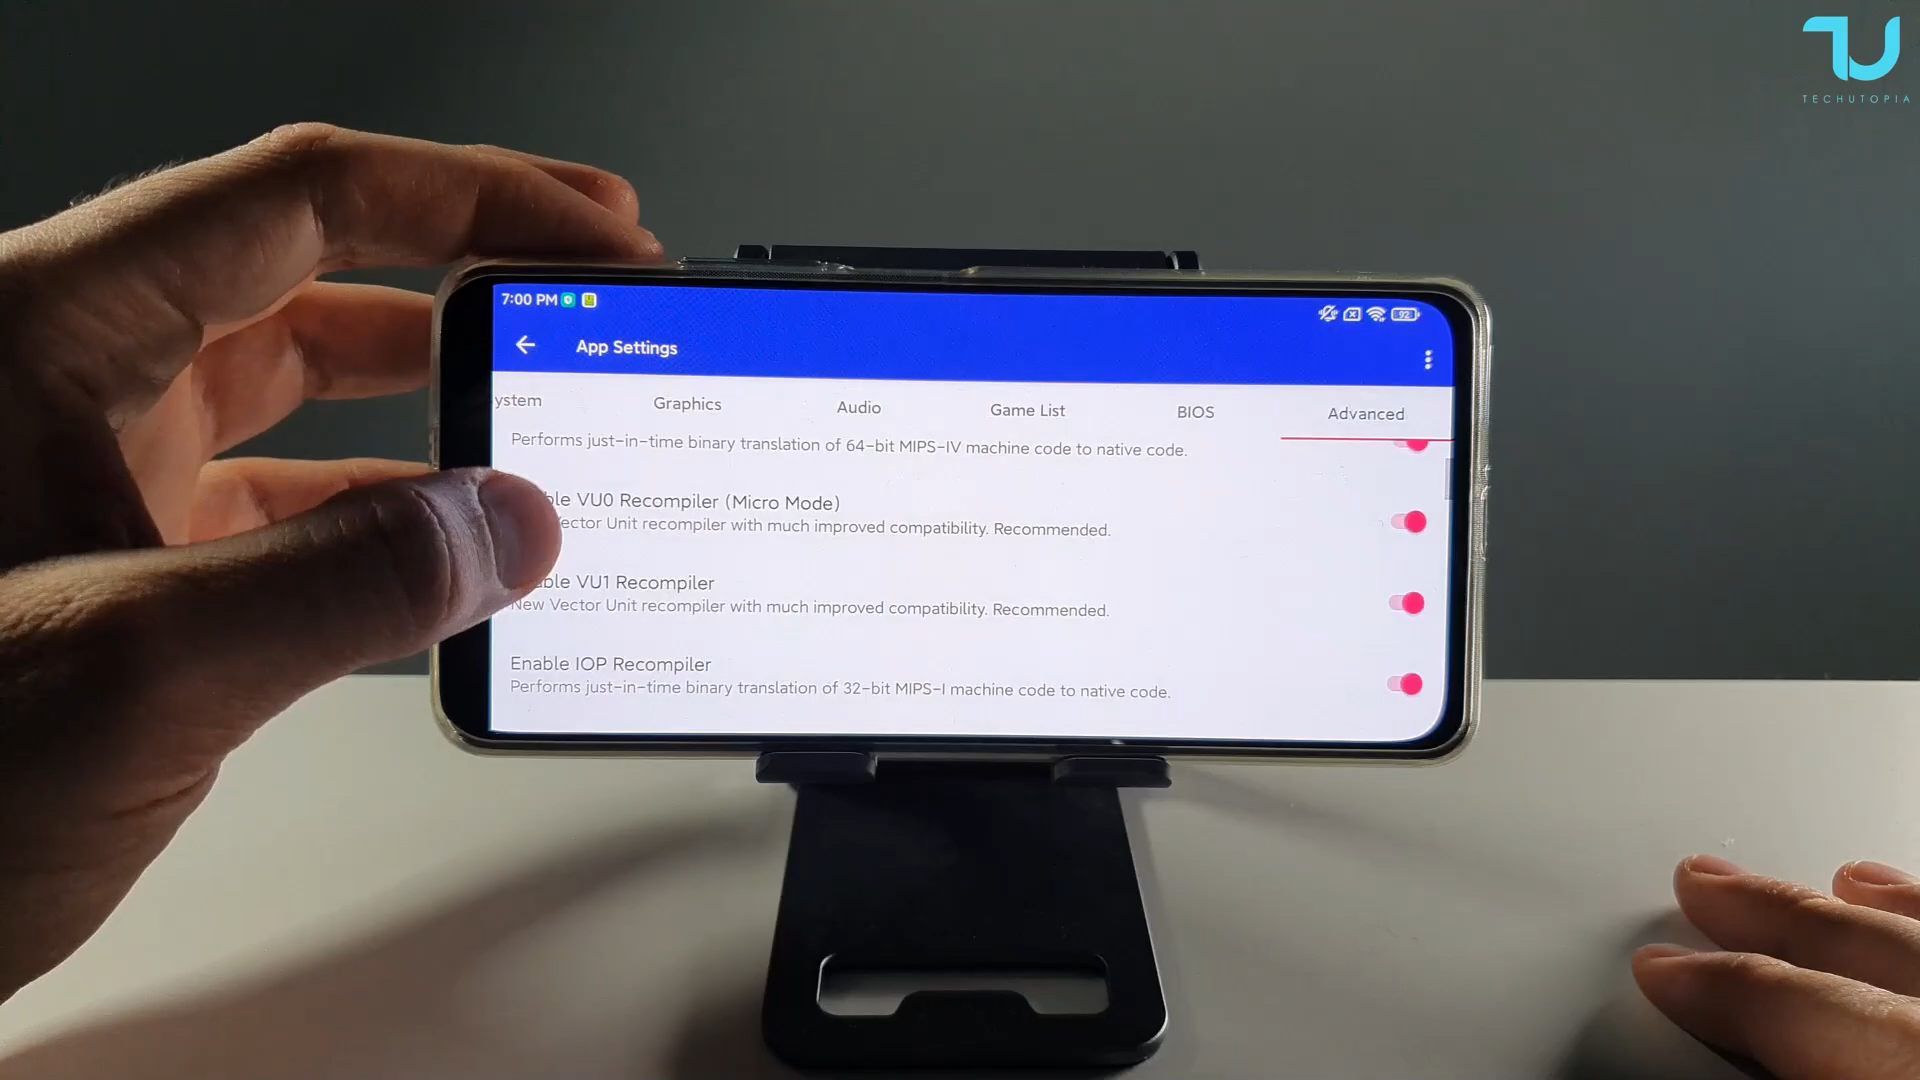 TU
TECHUTOPIA
7:00 PM
92
App Settings
ystem Graphics Audio Game List BIOS Advanced
Performs just-in-time binary translation of 64-bit MIPS-IV machine code to native code.
ble VU0 Recompiler (Micro Mode)
Vector Unit recompiler with much improved compatibility. Recommended.
ble VU1 Recompiler
New Vector Unit recompiler with much improved compatibility. Recommended.
Enable IOP Recompiler
Performs just-in-time binary translation of 32-bit MIPS-I machine code to native code.